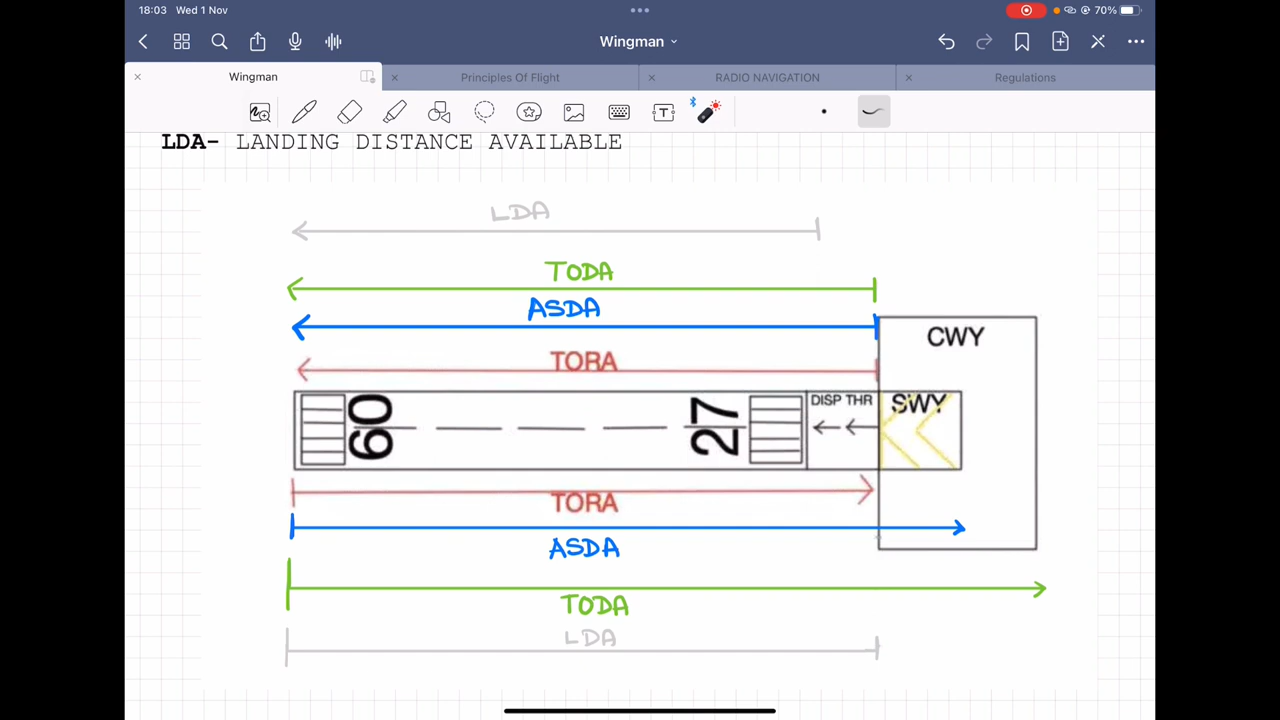 18:03 Wed 1 Nov
70%
Wingman
Wingman
Principles Of Flight
RADIO NAVIGATION
Regulations
LDA- LANDING DISTANCE AVAILABLE
LDA
TODA
ASDA
CWY
TORA
09
27
DISP THR
SWY
TORA
ASDA
TODA
LDA